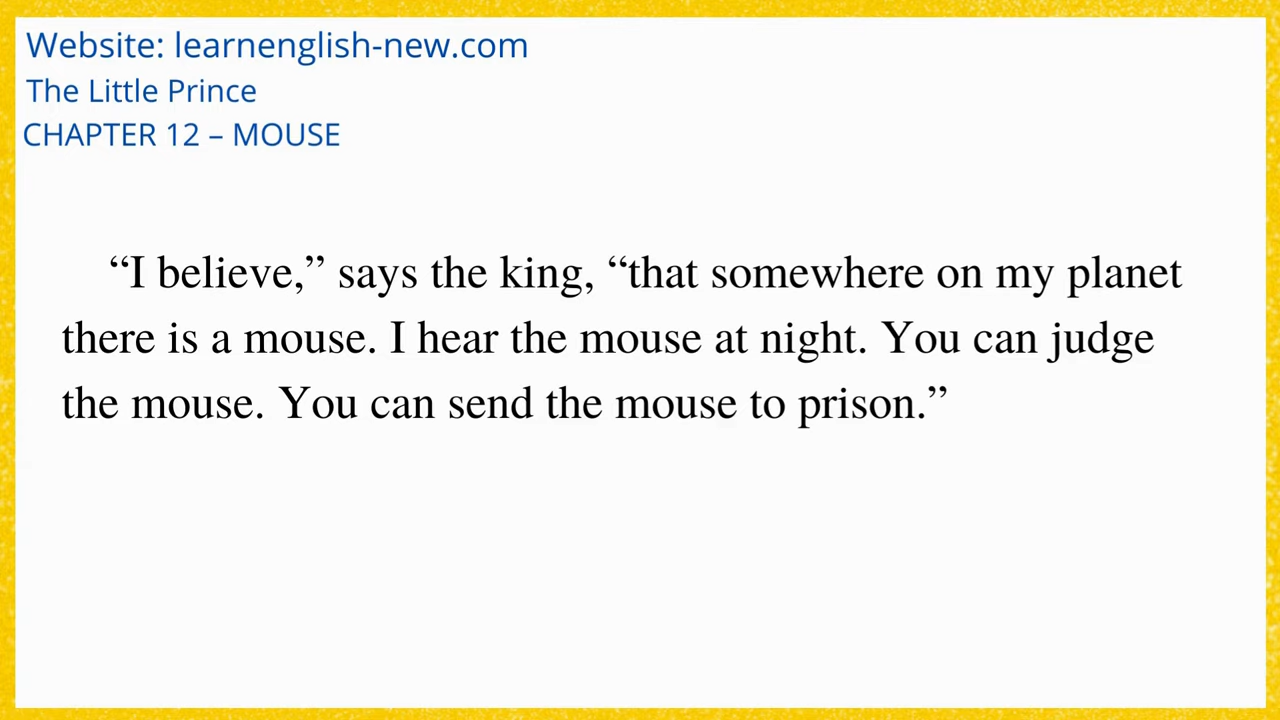 Website: learnenglish-new.com
The Little Prince
CHAPTER 12 – MOUSE
“I believe,” says the king, “that somewhere on my planet
there is a mouse. I hear the mouse at night. You can judge
the mouse. You can send the mouse to prison.”